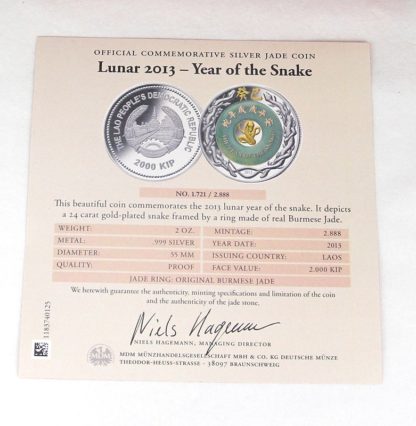 OFFICIAL COMMEMORATIVE SILVER JADE COIN
Lunar 2013 – Year of the Snake
THE LAO PEOPLE'S DEMOCRATIC REPUBLIC
2000 KIP
癸巳
NO. 1.721 / 2.888
This beautiful coin commemorates the 2013 lunar year of the snake. It depicts
a 24 carat gold-plated snake framed by a ring made of real Burmese Jade.
WEIGHT: 2 OZ. MINTAGE: 2.888
METAL: 999 SILVER YEAR DATE: 2013
DIAMETER: 55 MM ISSUING COUNTRY: LAOS
QUALITY: PROOF FACE VALUE: 2.000 KIP
JADE RING: ORIGINAL BURMESE JADE
We herewith guarantee the authenticity, minting specifications and limitation of the coin
and the authenticity of the jade stone.
Niels Hagemann
NIELS HAGEMANN, MANAGING DIRECTOR
MDM MÜNZHANDELSGESELLSCHAFT MBH & CO. KG DEUTSCHE MÜNZE
THEODOR-HEUSS-STRASSE · 38097 BRAUNSCHWEIG
MDM
1183740125